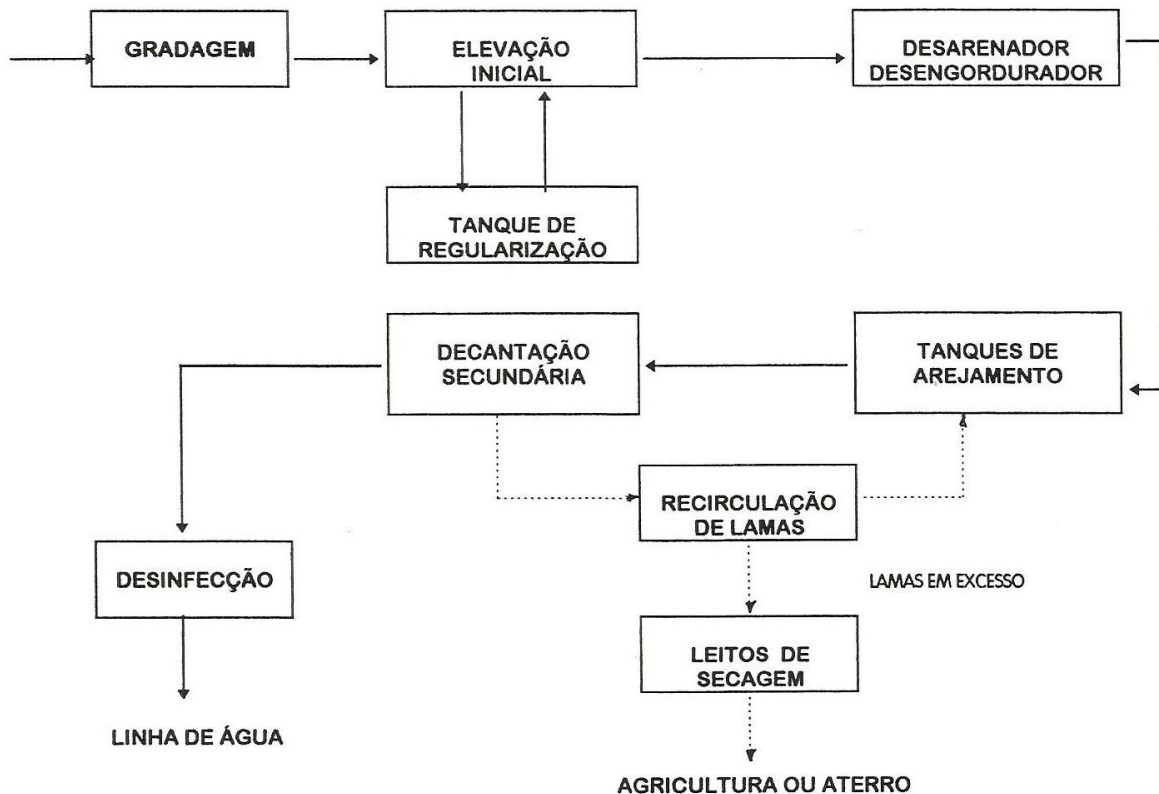 GRADAGEM
ELEVAÇÃO
INICIAL
DESARENADOR
DESENGORDURADOR
TANQUE DE
REGULARIZAÇÃO
DECANTAÇÃO
SECUNDÁRIA
TANQUES DE
AREJAMENTO
RECIRCULAÇÃO
DE LAMAS
DESINFECÇÃO
LAMAS EM EXCESSO
LEITOS DE
SECAGEM
LINHA DE ÁGUA
AGRICULTURA OU ATERRO